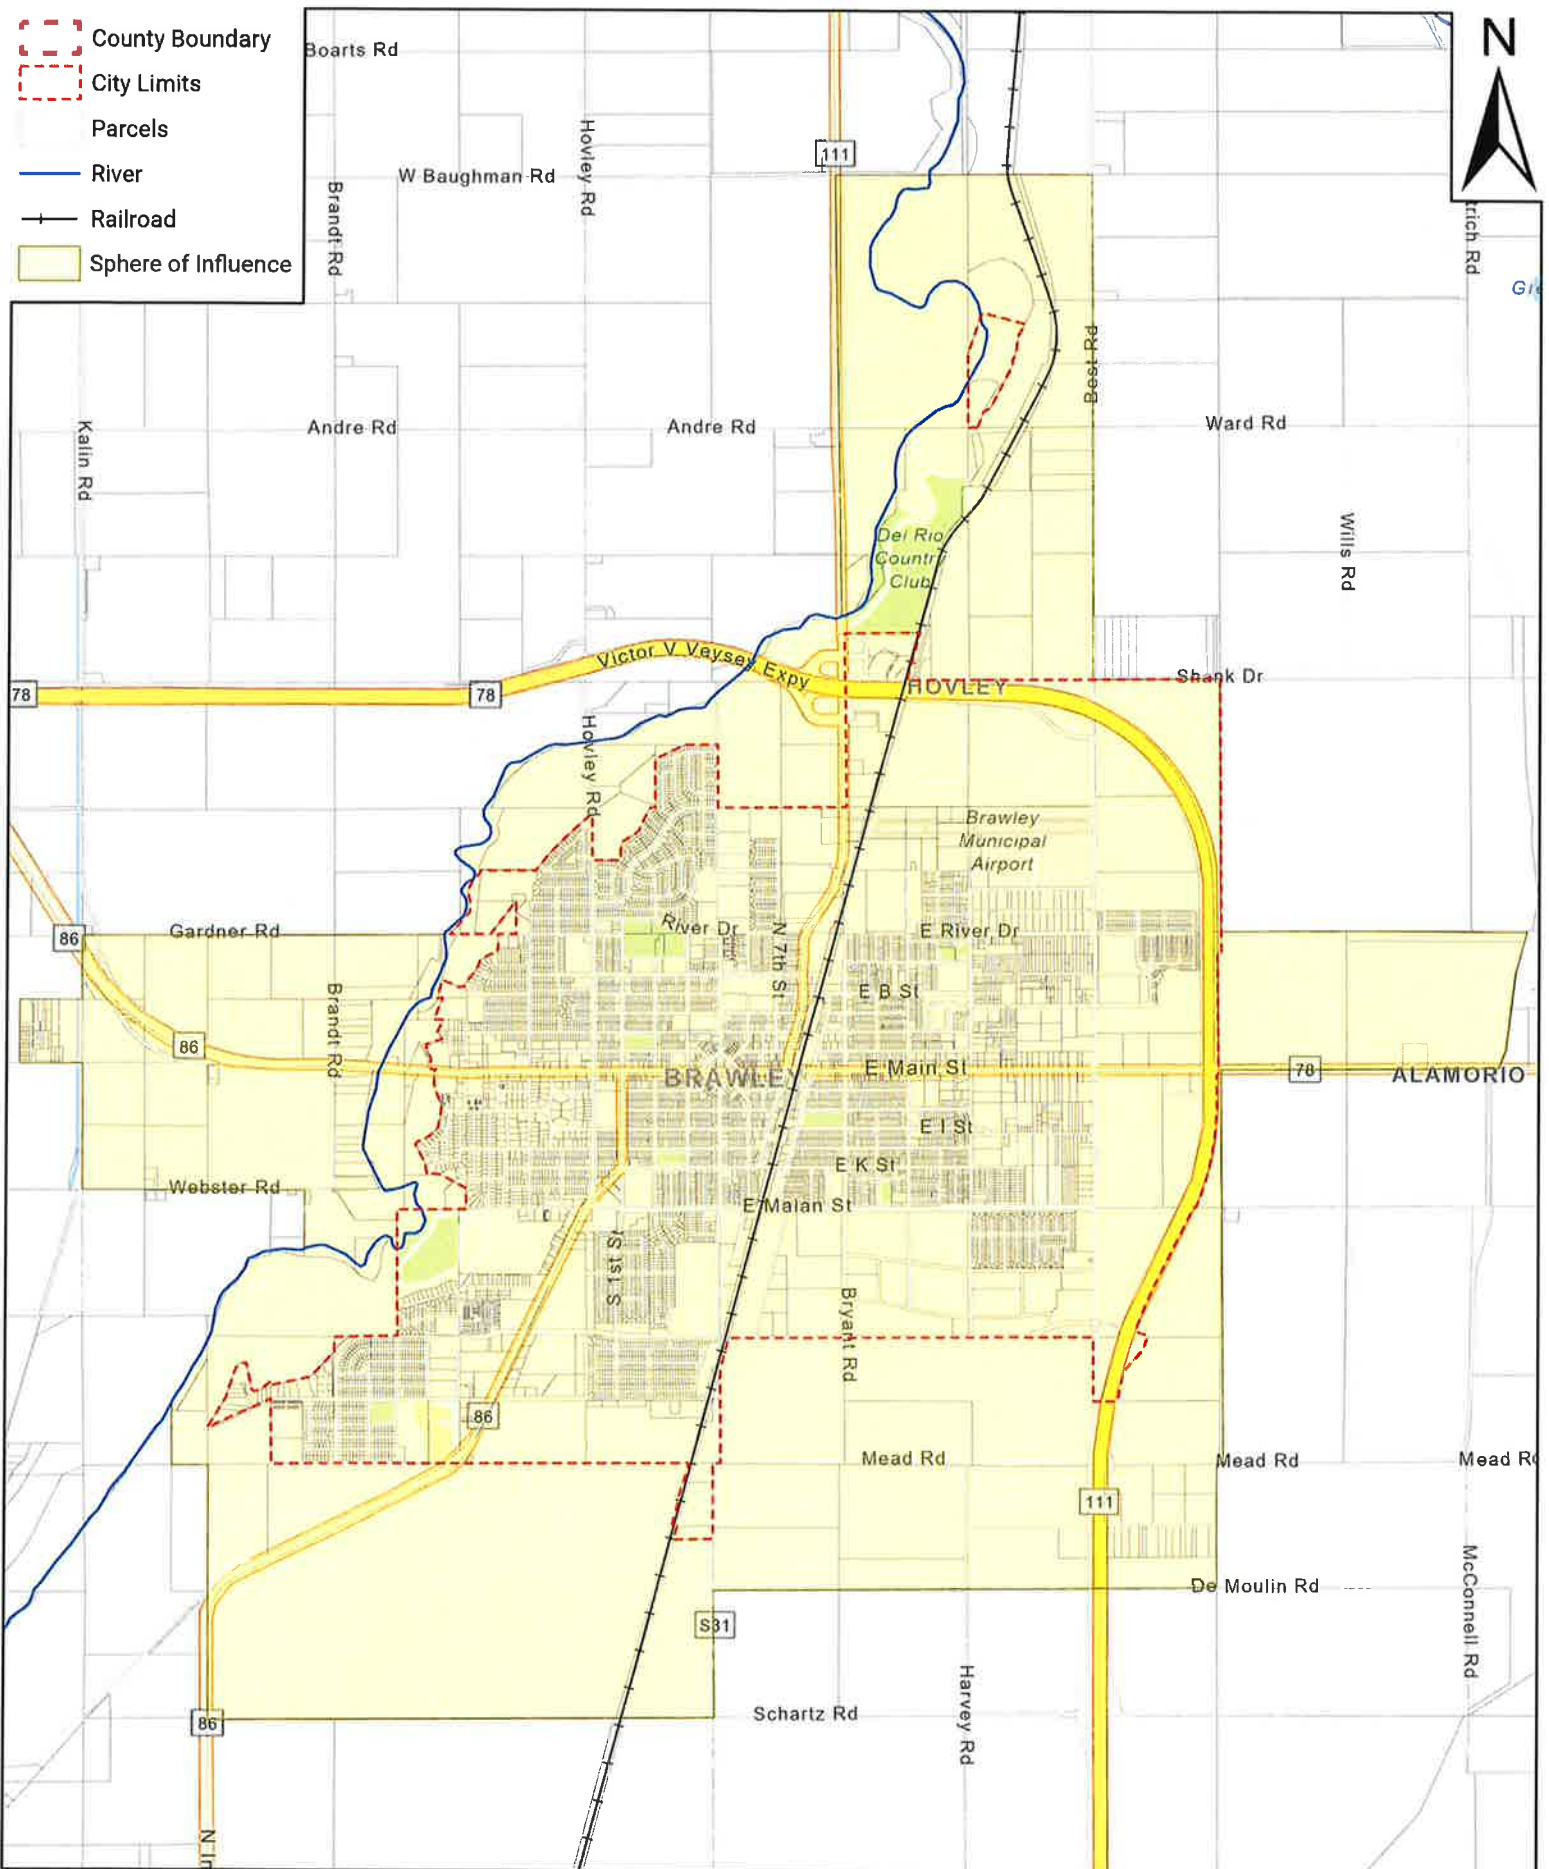 County Boundary
City Limits
Parcels
River
Railroad
Sphere of Influence
N
Boarts Rd
111
W Baughman Rd
Hovley Rd
Brandt Rd
Best Rd
Kalin Rd
Andre Rd
Andre Rd
Ward Rd
Wills Rd
Del Rio
Country
Club
Victor V Veysey Expy
78
78
HOVLEY
Shank Dr
Hovley Rd
Brawley
Municipal
Airport
86
Gardner Rd
River Dr
N 7th St
E River Dr
Brandt Rd
E B St
86
BRAWLEY
E Main St
78
ALAMORIO
E I St
E K St
Webster Rd
E Malan St
S 1st St
Bryant Rd
86
Mead Rd
Mead Rd
111
De Moulin Rd
S31
McConnell Rd
Harvey Rd
Schartz Rd
86